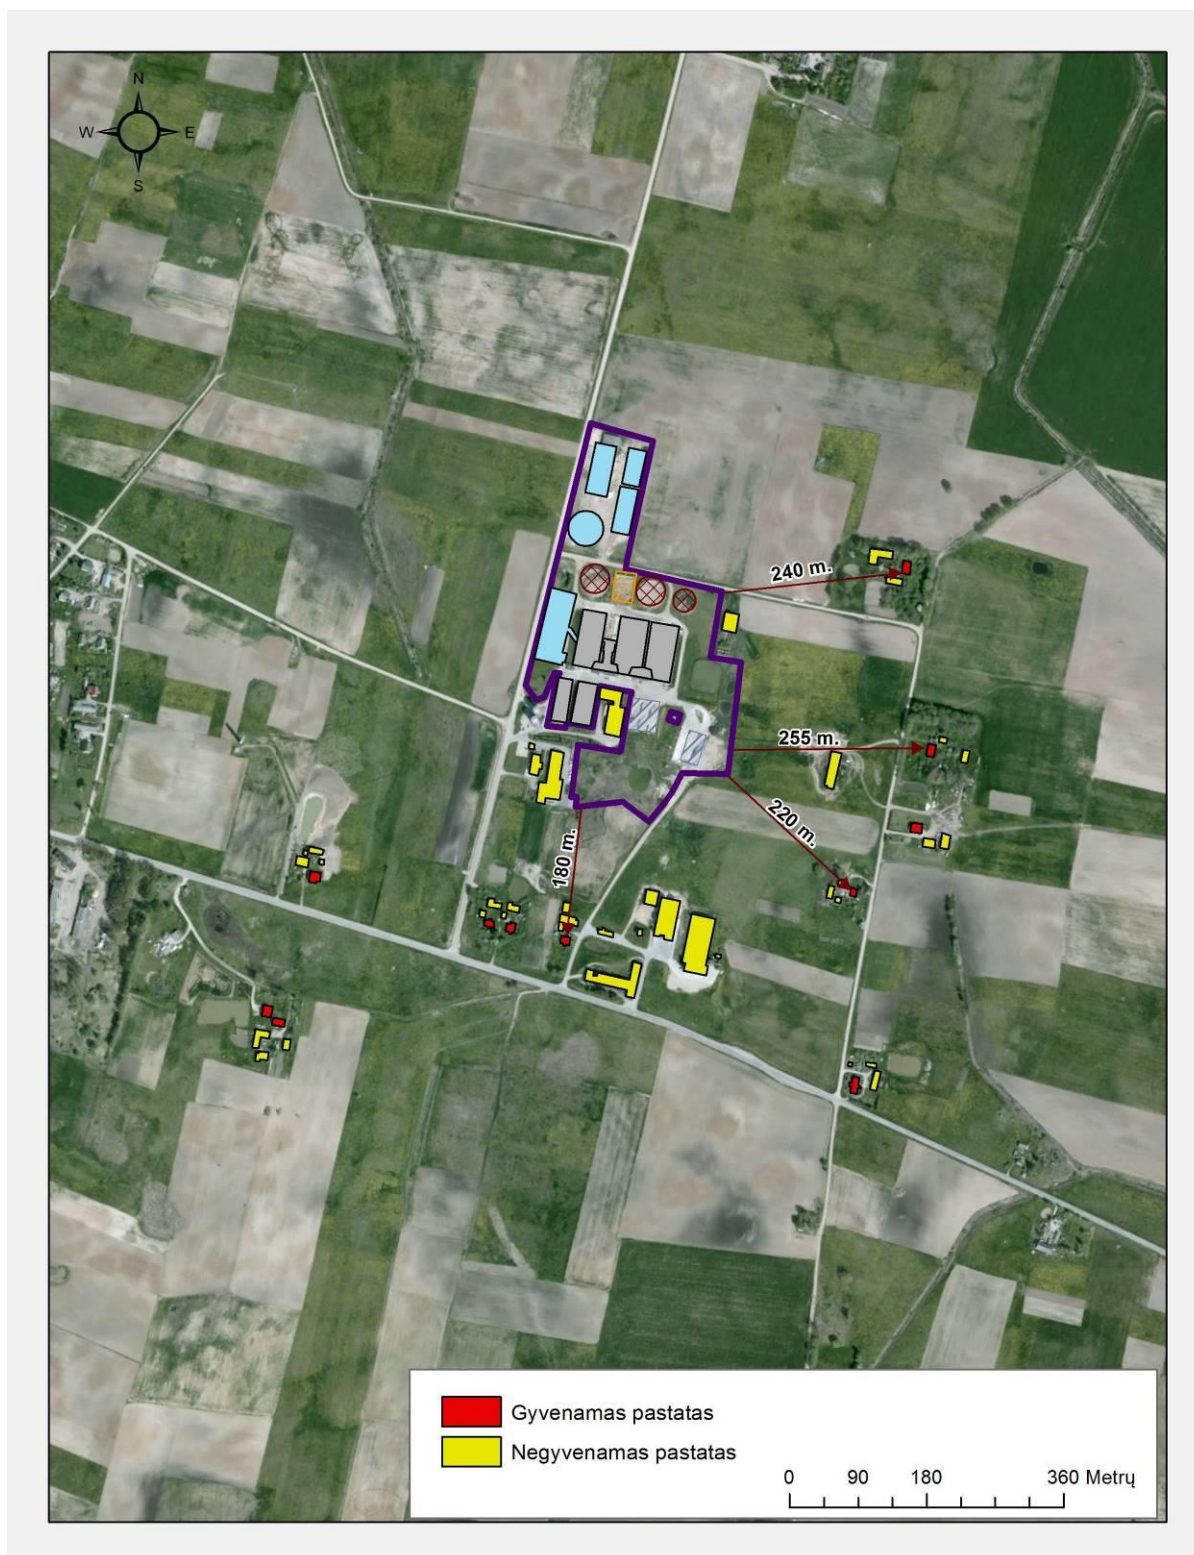 N
W E
S
240 m.
255 m.
220 m.
180 m.
Gyvenamas pastatas
Negyvenamas pastatas
0 90 180 360 Metrų